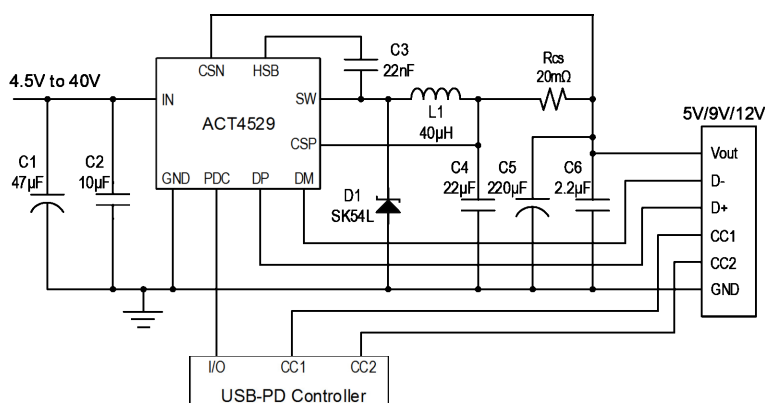 CSN HSB
C3
22nF
Rcs
20mΩ
4.5V to 40V
IN
SW
ACT4529
L1
40µH
5V/9V/12V
CSP
Vout
C1
47µF
C2
10µF
GND PDC DP DM
D1
SK54L
C4
22µF
C5
220µF
C6
2.2µF
D-
D+
CC1
CC2
GND
I/O CC1 CC2
USB-PD Controller